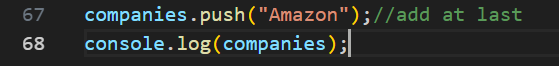 67 companies.push("Amazon");//add at last
68 console.log(companies);